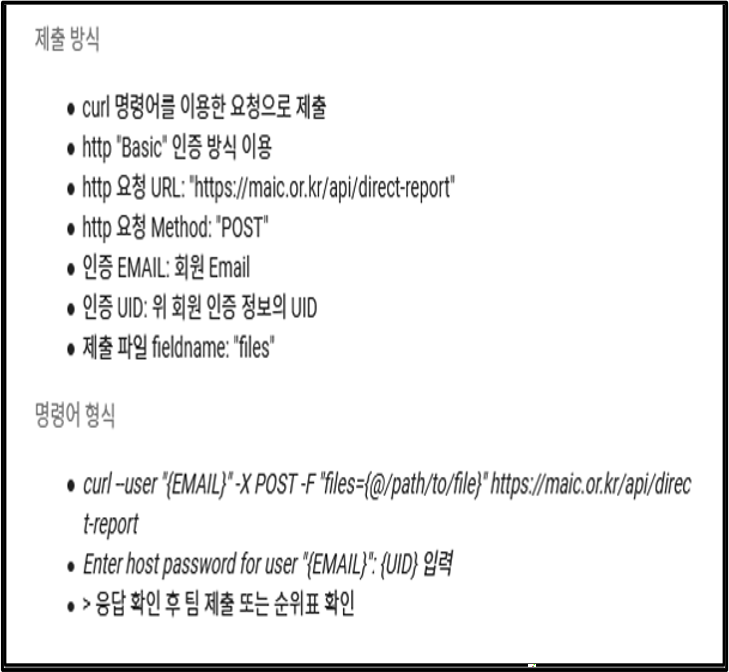 제출 방식
• curl 명령어를 이용한 요청으로 제출
• http "Basic" 인증 방식 이용
• http 요청 URL: "https://maic.or.kr/api/direct-report"
• http 요청 Method: "POST"
• 인증 EMAIL: 회원 Email
• 인증 UID: 위 회원 인증 정보의 UID
• 제출 파일 fieldname: "files"
명령어 형식
• curl --user "{EMAIL}" -X POST -F "files={@/path/to/file}" https://maic.or.kr/api/direc
t-report
• Enter host password for user "{EMAIL}": {UID} 입력
• > 응답 확인 후 팀 제출 또는 순위표 확인